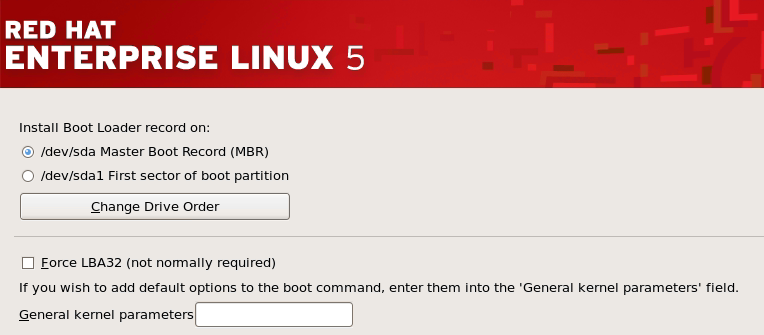 RED HAT
ENTERPRISE LINUX 5
Install Boot Loader record on:
/dev/sda Master Boot Record (MBR)
/dev/sda1 First sector of boot partition
Change Drive Order
Force LBA32 (not normally required)
If you wish to add default options to the boot command, enter them into the 'General kernel parameters' field.
General kernel parameters